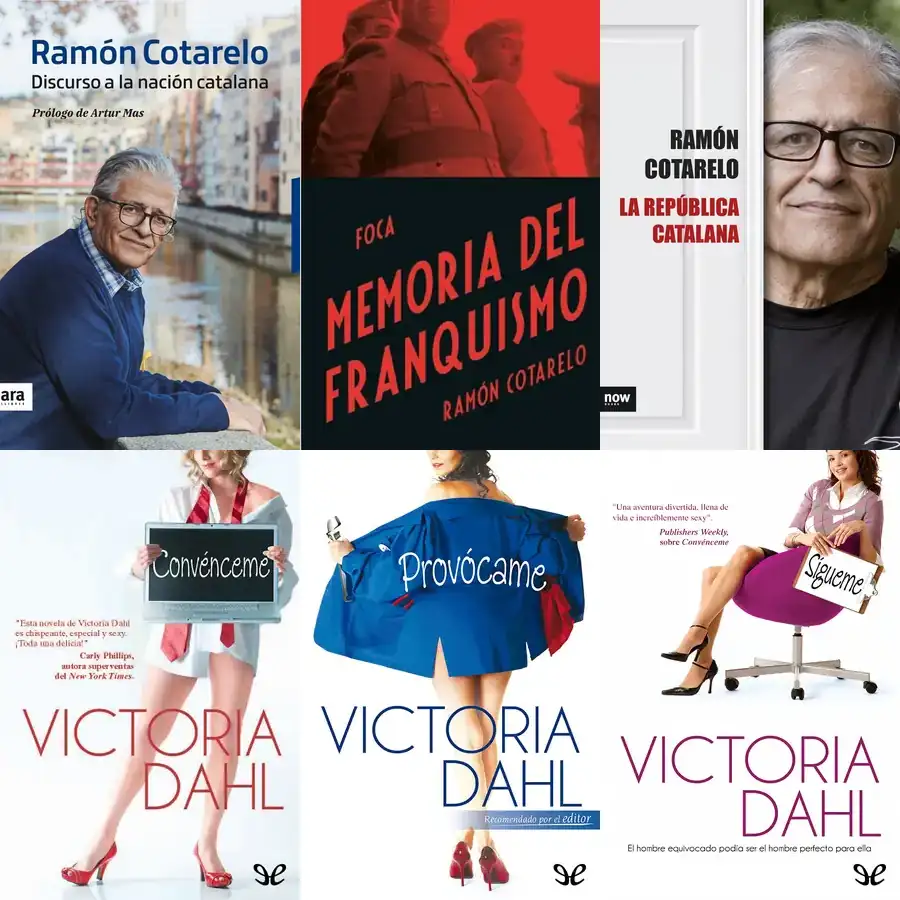 Ramón Cotarelo
Discurso a la nación catalana
Prólogo de Artur Mas
ara
FOCA
MEMORIA DEL
FRANQUISMO
RAMÓN COTARELO
RAMÓN
COTARELO
LA REPÚBLICA
CATALANA
now
BOOKS
Convénceme
"Esta novela de Victoria Dahl
es chispeante, especial y sexy.
¡Toda una delicia!"
Carly Phillips,
autora superventas
del New York Times.
VICTORIA
DAHL
Provócame
VICTORIA
DAHL
Recomendado por el editor
"Una aventura divertida, llena de
vida e increíblemente sexy".
Publishers Weekly,
sobre Convénceme
Sígueme
VICTORIA
DAHL
El hombre equivocado podía ser el hombre perfecto para ella